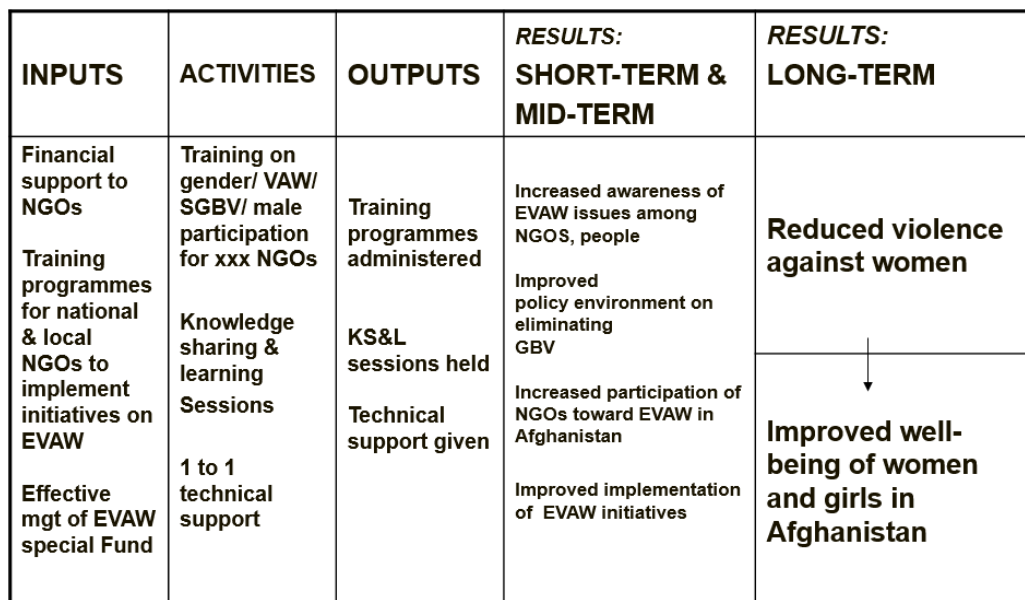 INPUTS
ACTIVITIES
OUTPUTS
RESULTS:
SHORT-TERM &
MID-TERM
RESULTS:
LONG-TERM
Financial
support to
NGOs
Training
programmes
for national
& local
NGOs to
implement
initiatives on
EVAW
Effective
mgt of EVAW
special Fund
Training on
gender/ VAW/
SGBV/ male
participation
for xxx NGOs
Knowledge
sharing &
learning
Sessions
1 to 1
technical
support
Training
programmes
administered
KS&L
sessions held
Technical
support given
Increased awareness of
EVAW issues among
NGOS, people
Improved
policy environment on
eliminating
GBV
Increased participation of
NGOs toward EVAW in
Afghanistan
Improved implementation
of EVAW initiatives
Reduced violence
against women
Improved well-
being of women
and girls in
Afghanistan